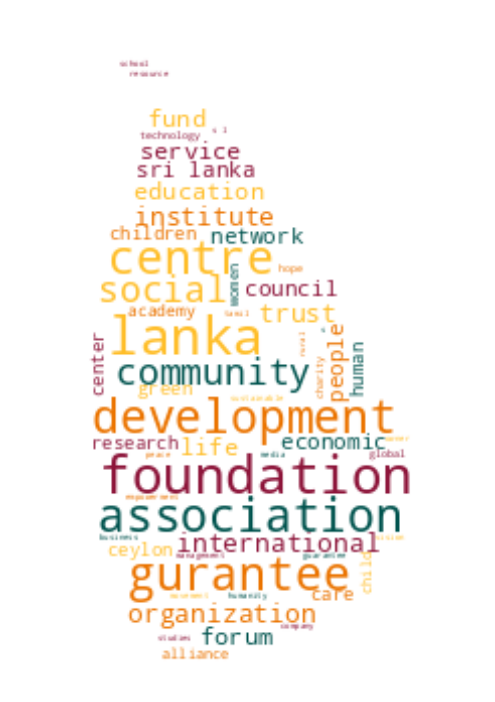 school
resource
fund
technology s l
service
sri lanka
education
institute
children network
centre
hope
social women council
academy tamil trust
lanka
center rural people human
community charity
green sustainable
development
research life economic
peace media global
foundation
empowerment
association
business
ceylon international
management guarantee child
gurantee
movement humanity care
organization
company
studies forum
alliance